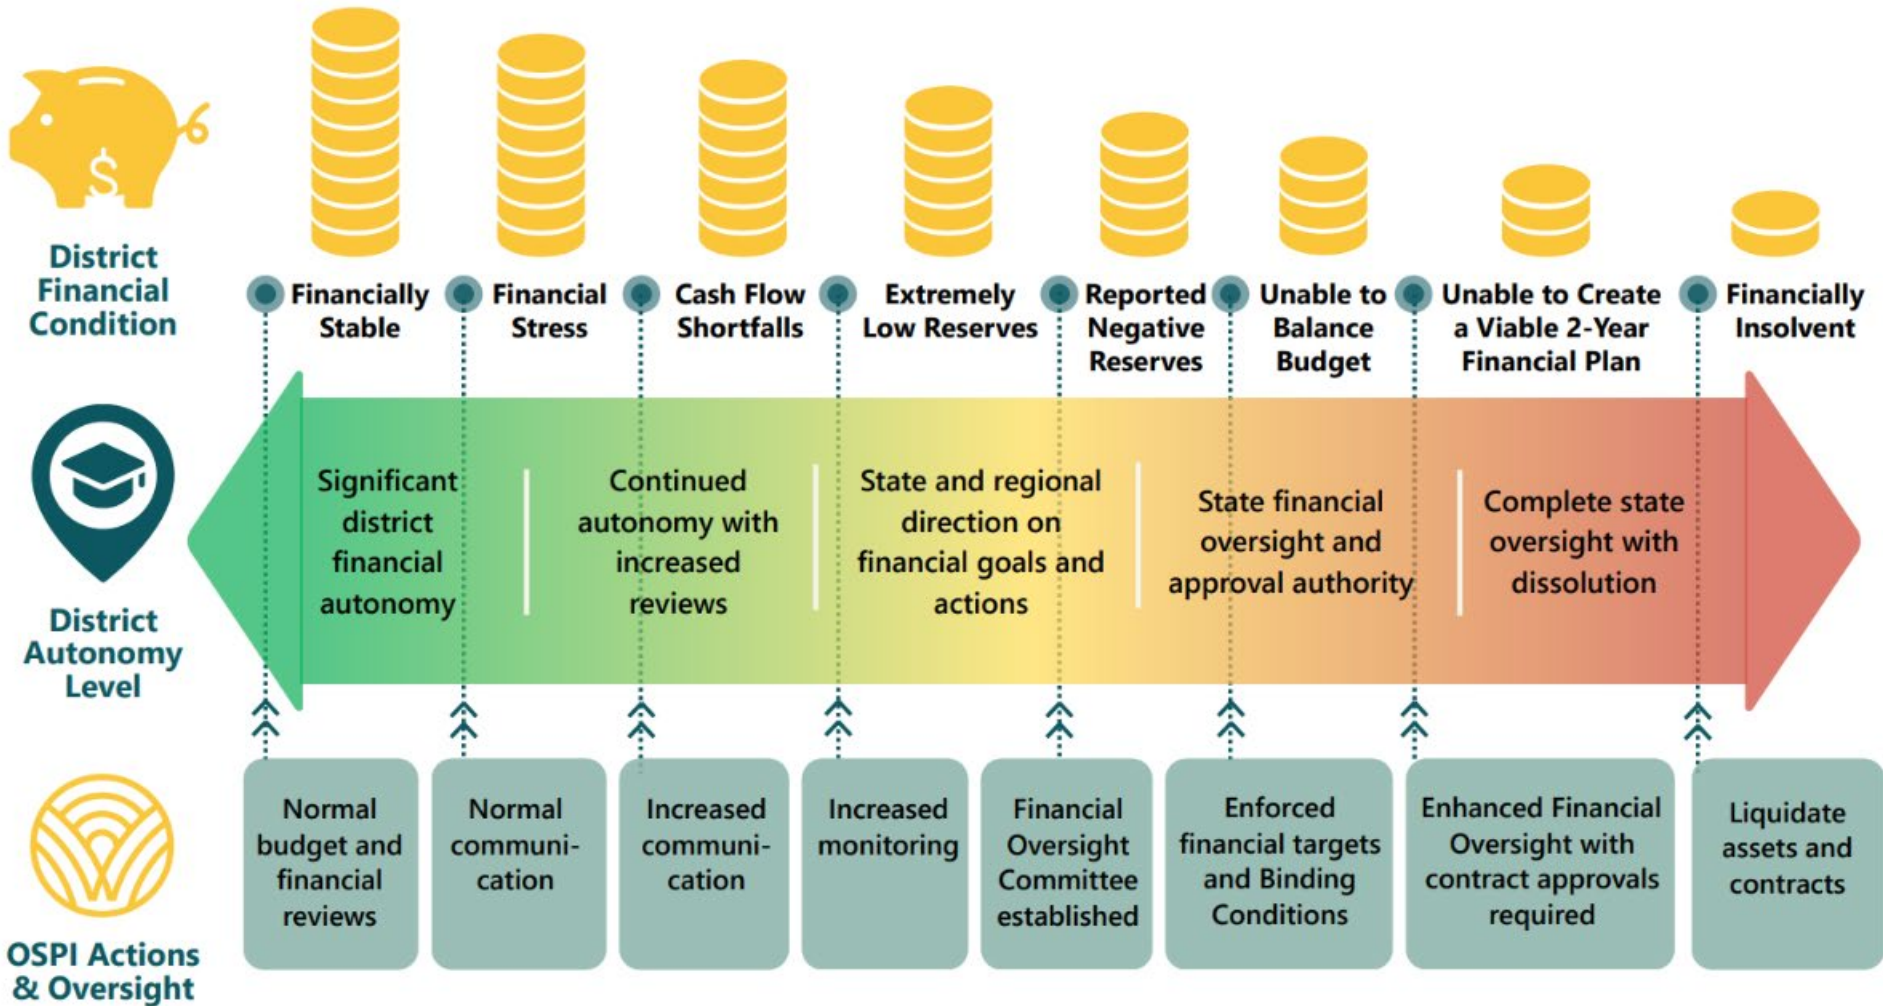 $
District
Financial
Condition
Financially
Stable
Financial
Stress
Cash Flow
Shortfalls
Extremely
Low Reserves
Reported
Negative
Reserves
Unable to
Balance
Budget
Unable to Create
a Viable 2-Year
Financial Plan
Financially
Insolvent
District
Autonomy
Level
Significant
district
financial
autonomy
Continued
autonomy with
increased
reviews
State and regional
direction on
financial goals and
actions
State financial
oversight and
approval authority
Complete state
oversight with
dissolution
OSPI Actions
& Oversight
Normal
budget and
financial
reviews
Normal
communi-
cation
Increased
communi-
cation
Increased
monitoring
Financial
Oversight
Committee
established
Enforced
financial targets
and Binding
Conditions
Enhanced Financial
Oversight with
contract approvals
required
Liquidate
assets and
contracts